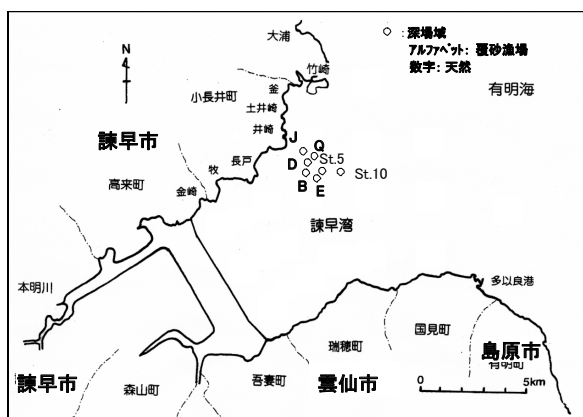 大浦
○ : 深場域
アルファベット: 覆砂漁場
数字: 天然
N
竹崎
釜
有明海
小長井町
土井崎
井崎
諫早市
J
Q
長戸
D
St.5
牧
St.10
高来町
B
E
金崎
諫早湾
本明川
多以良港
国見町
瑞穂町
島原市
諫早市
吾妻町
雲仙市
有明町
森山町
0
5km